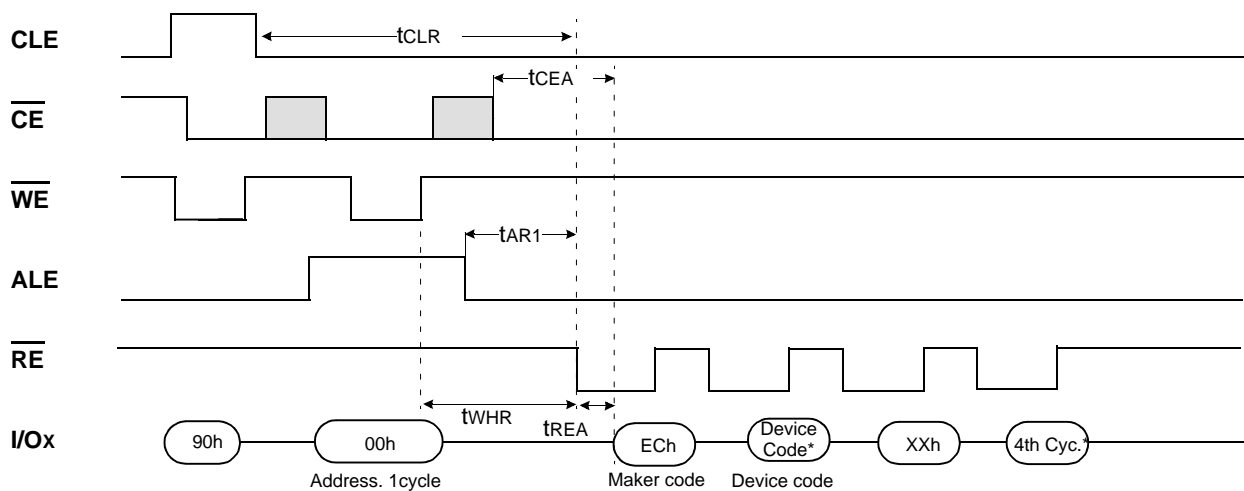 CLE
tCLR
tCEA
CE
WE
tAR1
ALE
RE
tWHR
tREA
I/Ox
90h
00h
ECh
Device
Code*
XXh
4th Cyc.*
Address. 1cycle
Maker code
Device code